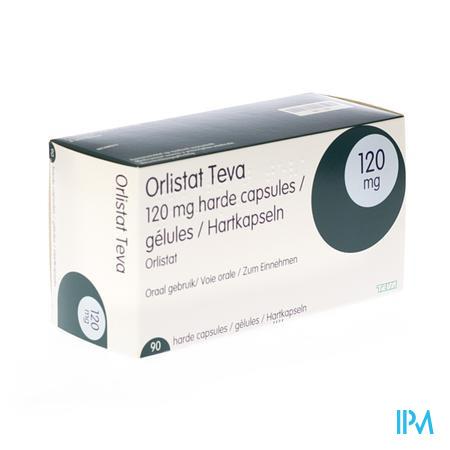 Orlistat Teva
120 mg harde capsules /
gélules / Hartkapseln
Orlistat
Oraal gebruik/ Voie orale / Zum Einnehmen
90 harde capsules / gélules / Hartkapseln
120
mg
TEVA
Orlistat Teva
120
mg
90
IPM